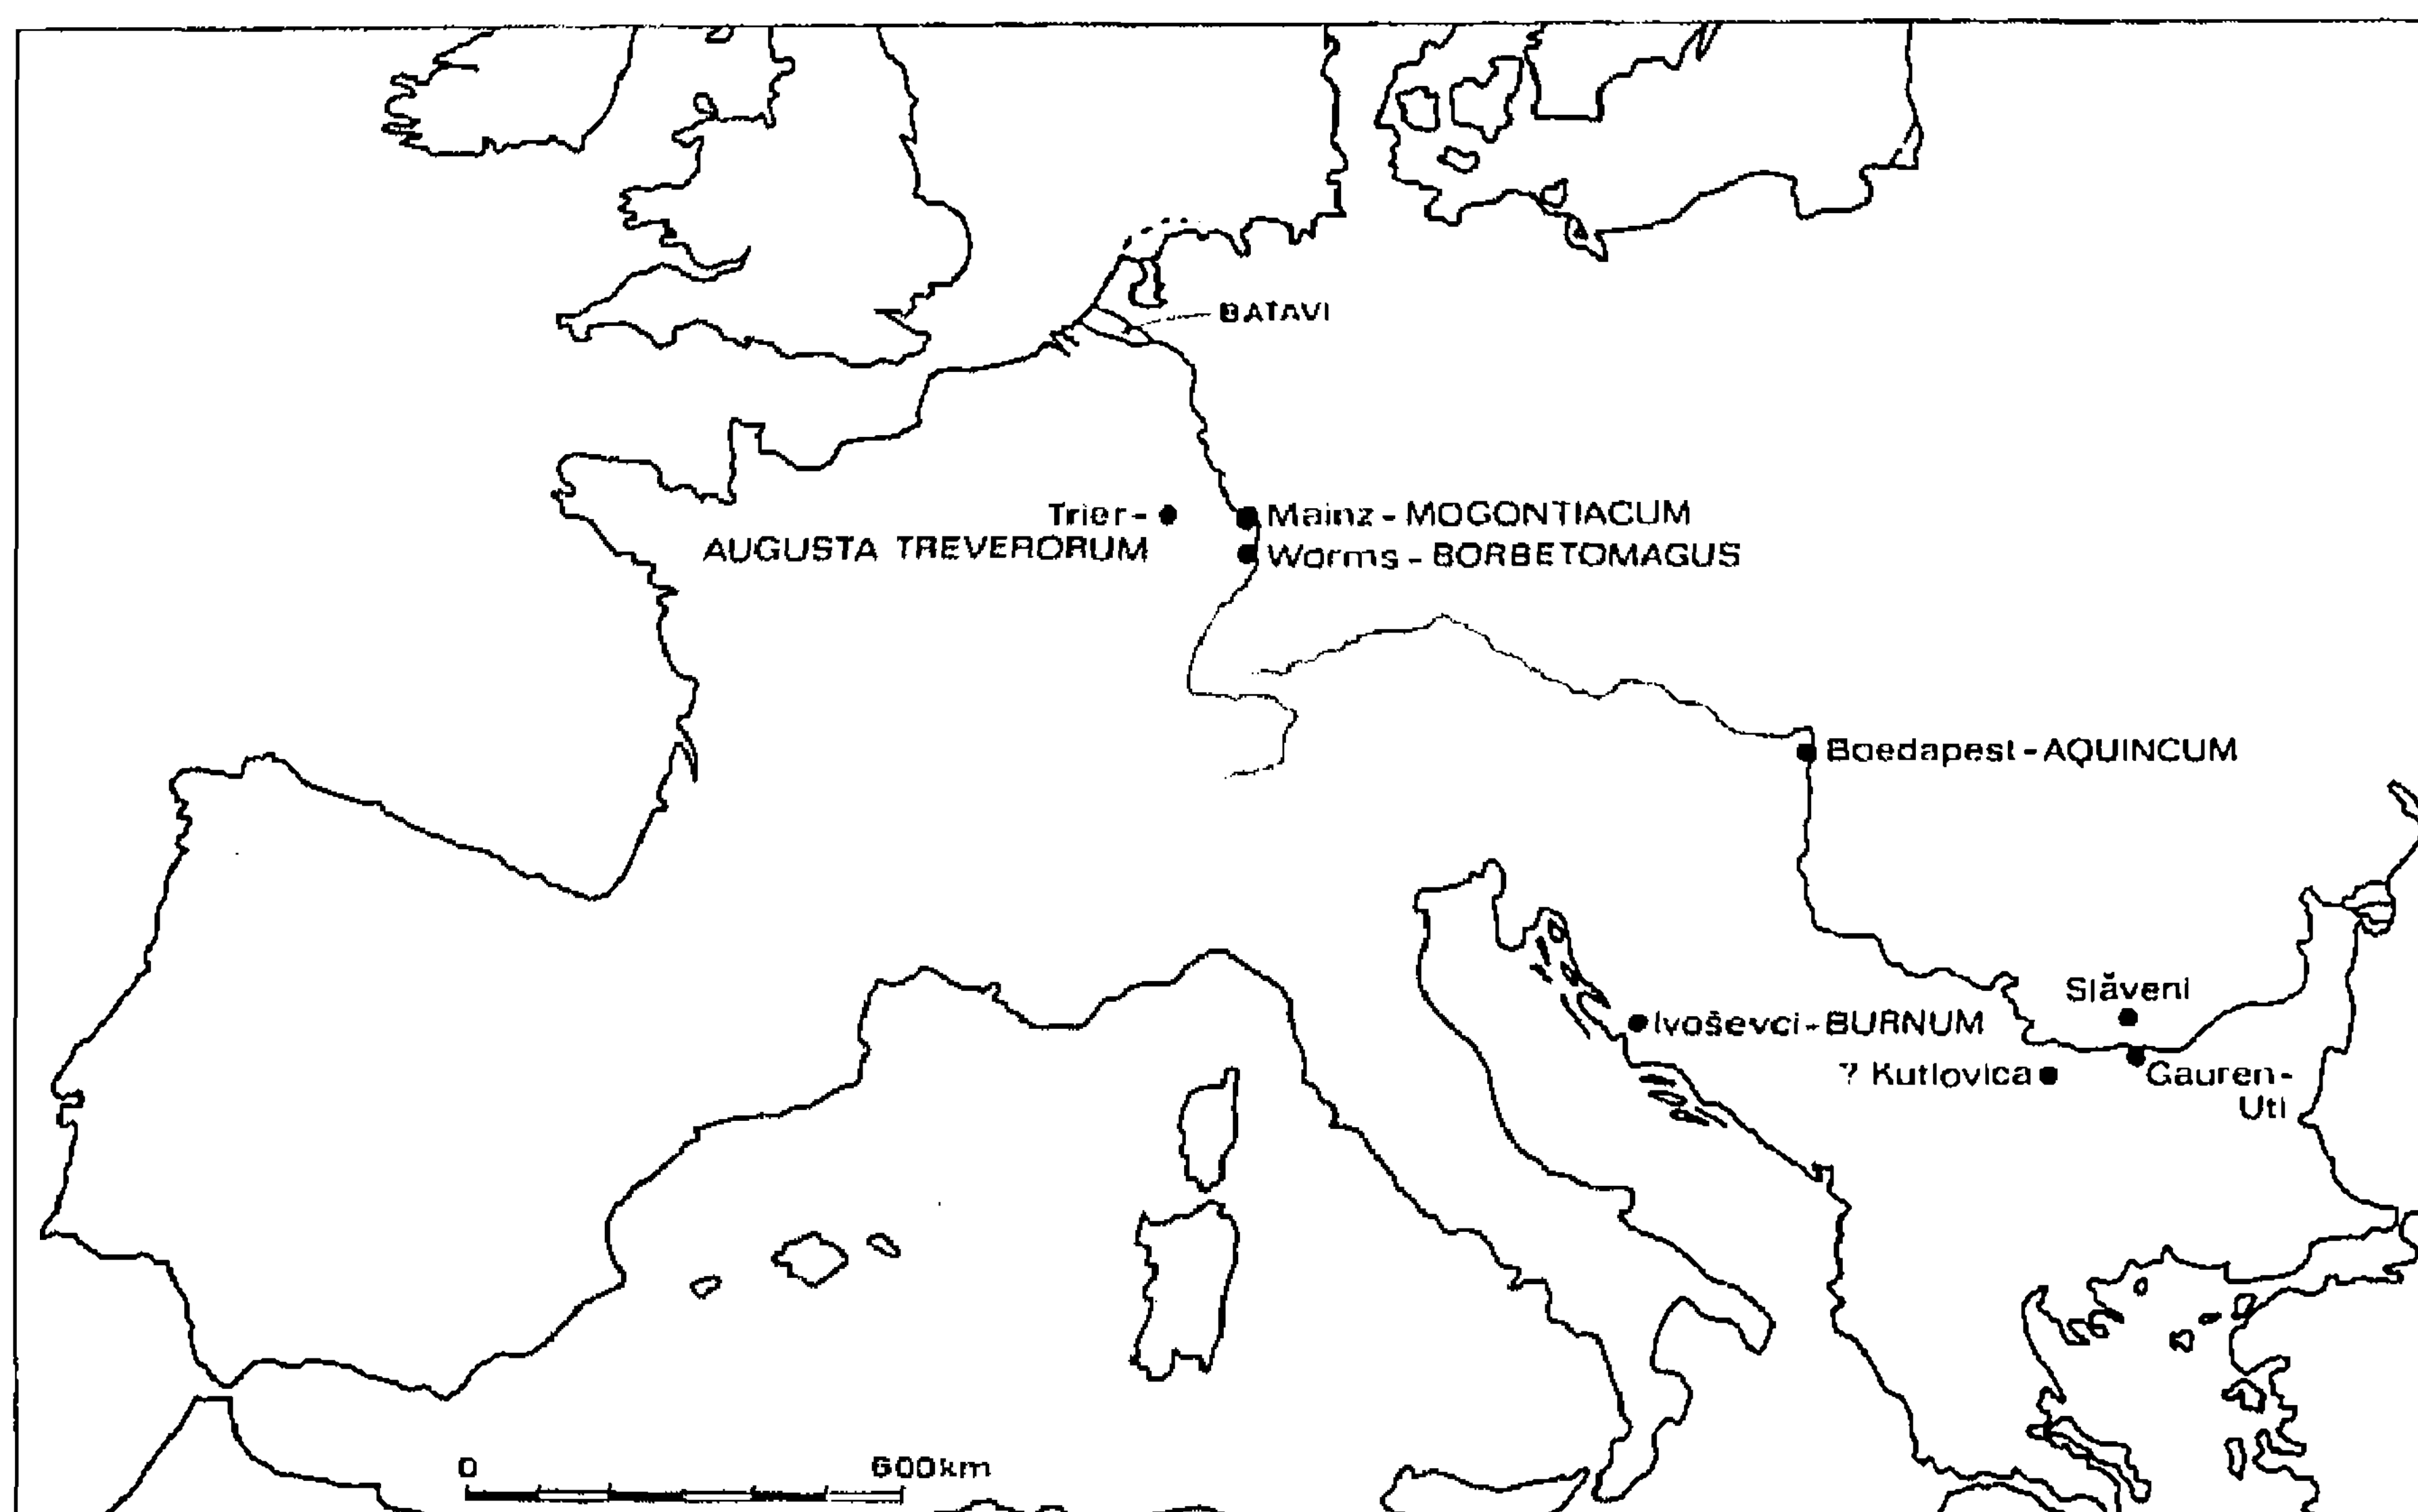 BATAVI
Trier-
AUGUSTA TREVERORUM
Mainz - MOGONTIACUM
Worms - BORBETOMAGUS
Boedapest - AQUINCUM
Slăveni
Ivoševci - BURNUM
? Kutlovica
Gauren-
Uti
0 600km